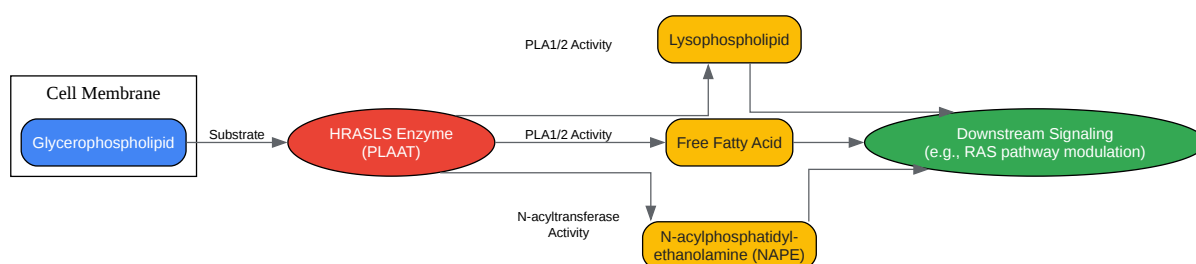 Cell Membrane
Glycerophospholipid
Substrate
HRASLS Enzyme
(PLAAT)
PLA1/2 Activity
Lysophospholipid
PLA1/2 Activity
Free Fatty Acid
N-acyltransferase
Activity
N-acylphosphatidyl-
ethanolamine (NAPE)
Downstream Signaling
(e.g., RAS pathway modulation)